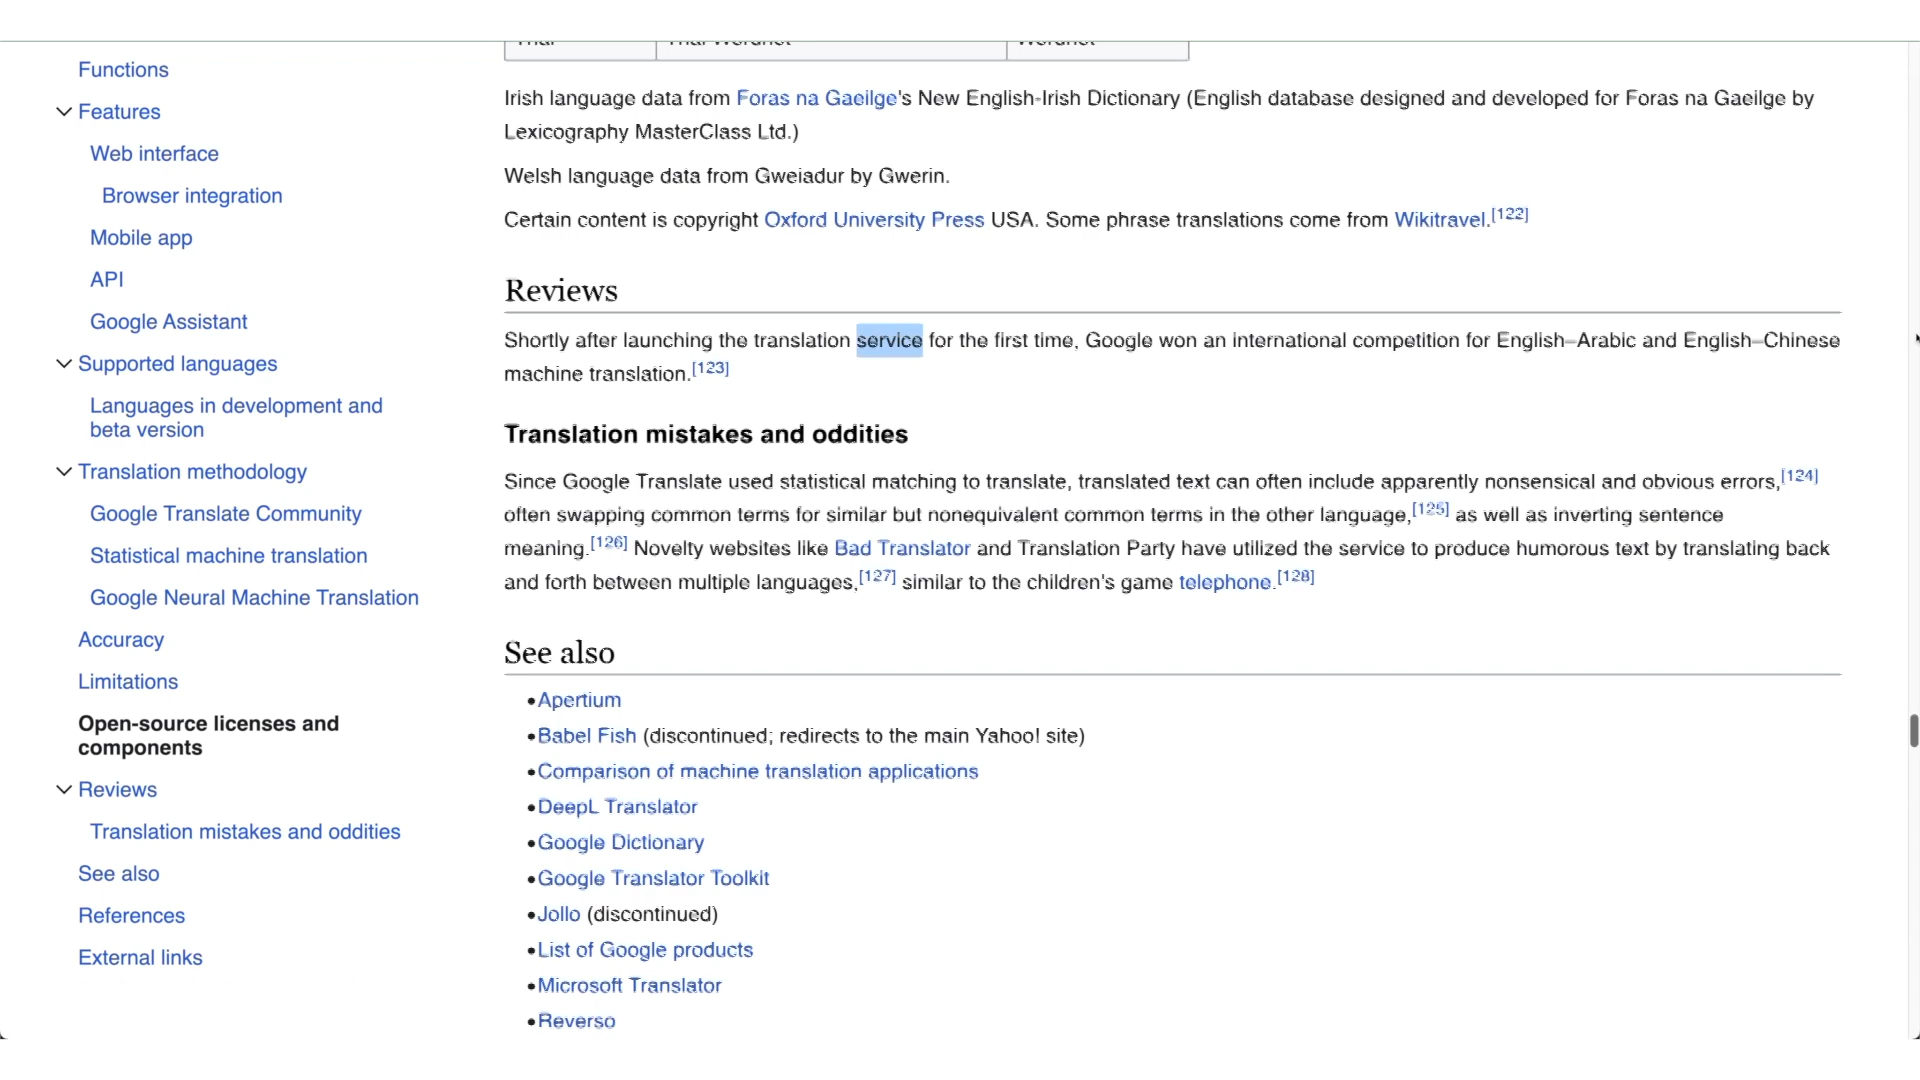 Functions
Features
Web interface
Browser integration
Mobile app
API
Google Assistant
Supported languages
Languages in development and
beta version
Translation methodology
Google Translate Community
Statistical machine translation
Google Neural Machine Translation
Accuracy
Limitations
Open-source licenses and
components
Reviews
Translation mistakes and oddities
See also
References
External links
Irish language data from Foras na Gaeilge's New English-Irish Dictionary (English database designed and developed for Foras na Gaeilge by
Lexicography MasterClass Ltd.)
Welsh language data from Gweiadur by Gwerin.
Certain content is copyright Oxford University Press USA. Some phrase translations come from Wikitravel.[122]
Reviews
Shortly after launching the translation service for the first time, Google won an international competition for English–Arabic and English–Chinese
machine translation.[123]
Translation mistakes and oddities
Since Google Translate used statistical matching to translate, translated text can often include apparently nonsensical and obvious errors,[124]
often swapping common terms for similar but nonequivalent common terms in the other language,[125] as well as inverting sentence
meaning.[126] Novelty websites like Bad Translator and Translation Party have utilized the service to produce humorous text by translating back
and forth between multiple languages,[127] similar to the children's game telephone.[128]
See also
•Apertium
•Babel Fish (discontinued; redirects to the main Yahoo! site)
•Comparison of machine translation applications
•DeepL Translator
•Google Dictionary
•Google Translator Toolkit
•Jollo (discontinued)
•List of Google products
•Microsoft Translator
•Reverso